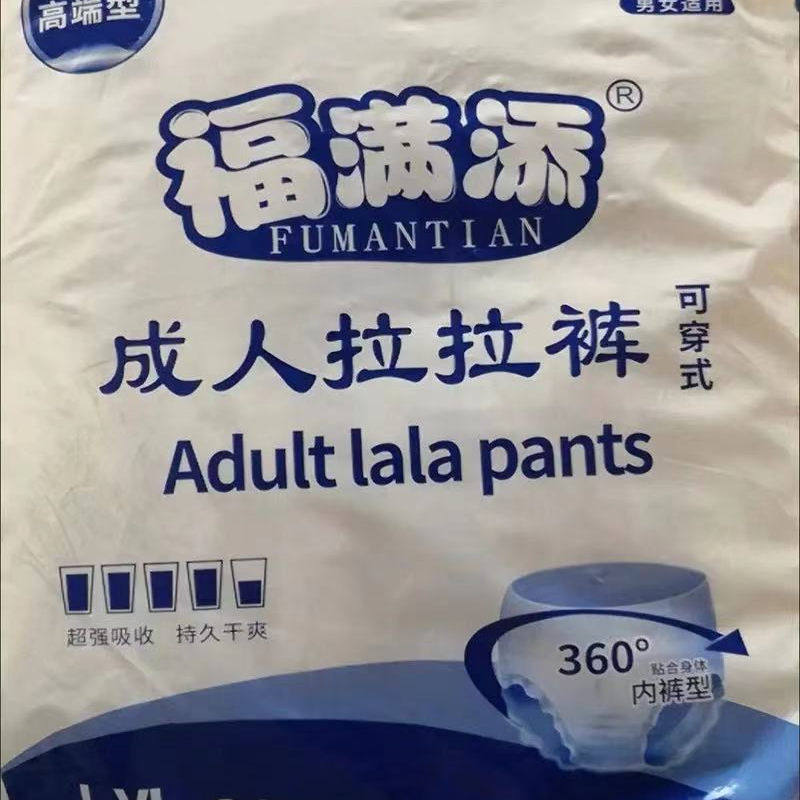 高端型
男女适用
福满添®
FUMANTIAN
成人拉拉裤
可穿式
Adult lala pants
超强吸收 持久干爽
360°
贴合身体
内裤型